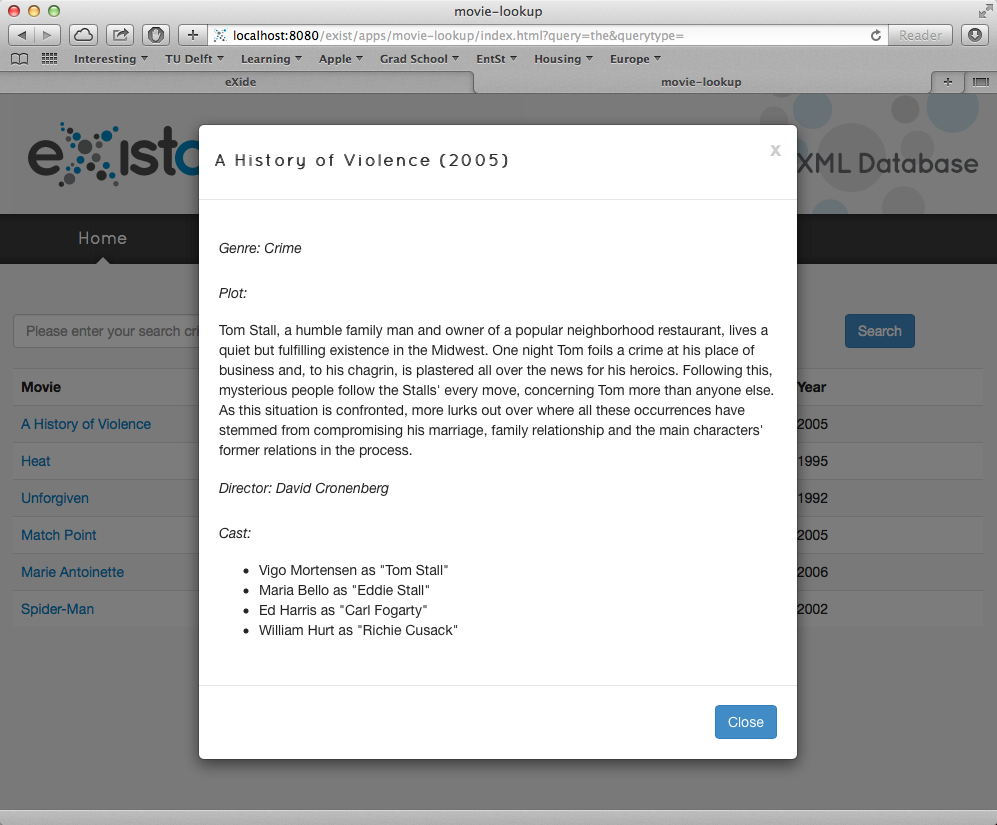 movie-lookup
localhost:8080/exist/apps/movie-lookup/index.html?query=the&querytype=
Reader
Interesting TU Delft Learning Apple Grad School EntSt Housing Europe
eXide movie-lookup
A History of Violence (2005) x
XML Database
Home
Genre: Crime
Plot:
Please enter your search cri
Search
Tom Stall, a humble family man and owner of a popular neighborhood restaurant, lives a
quiet but fulfilling existence in the Midwest. One night Tom foils a crime at his place of
business and, to his chagrin, is plastered all over the news for his heroics. Following this,
mysterious people follow the Stalls' every move, concerning Tom more than anyone else.
As this situation is confronted, more lurks out over where all these occurrences have
stemmed from compromising his marriage, family relationship and the main characters'
former relations in the process.
Director: David Cronenberg
Cast:
Vigo Mortensen as "Tom Stall"
Maria Bello as "Eddie Stall"
Ed Harris as "Carl Fogarty"
William Hurt as "Richie Cusack"
Close
Movie Year
A History of Violence 2005
Heat 1995
Unforgiven 1992
Match Point 2005
Marie Antoinette 2006
Spider-Man 2002